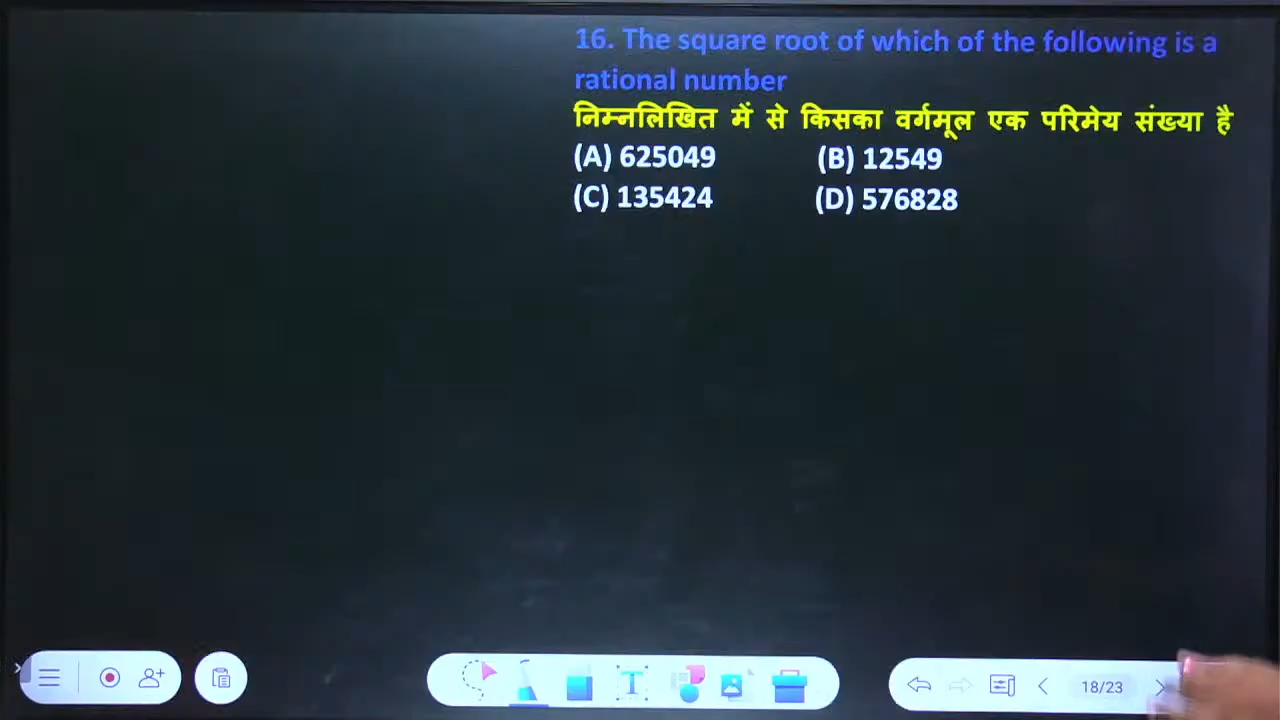 16. The square root of which of the following is a
rational number
निम्नलिखित में से किसका वर्गमूल एक परिमेय संख्या है
(A) 625049 (B) 12549
(C) 135424 (D) 576828
18/23